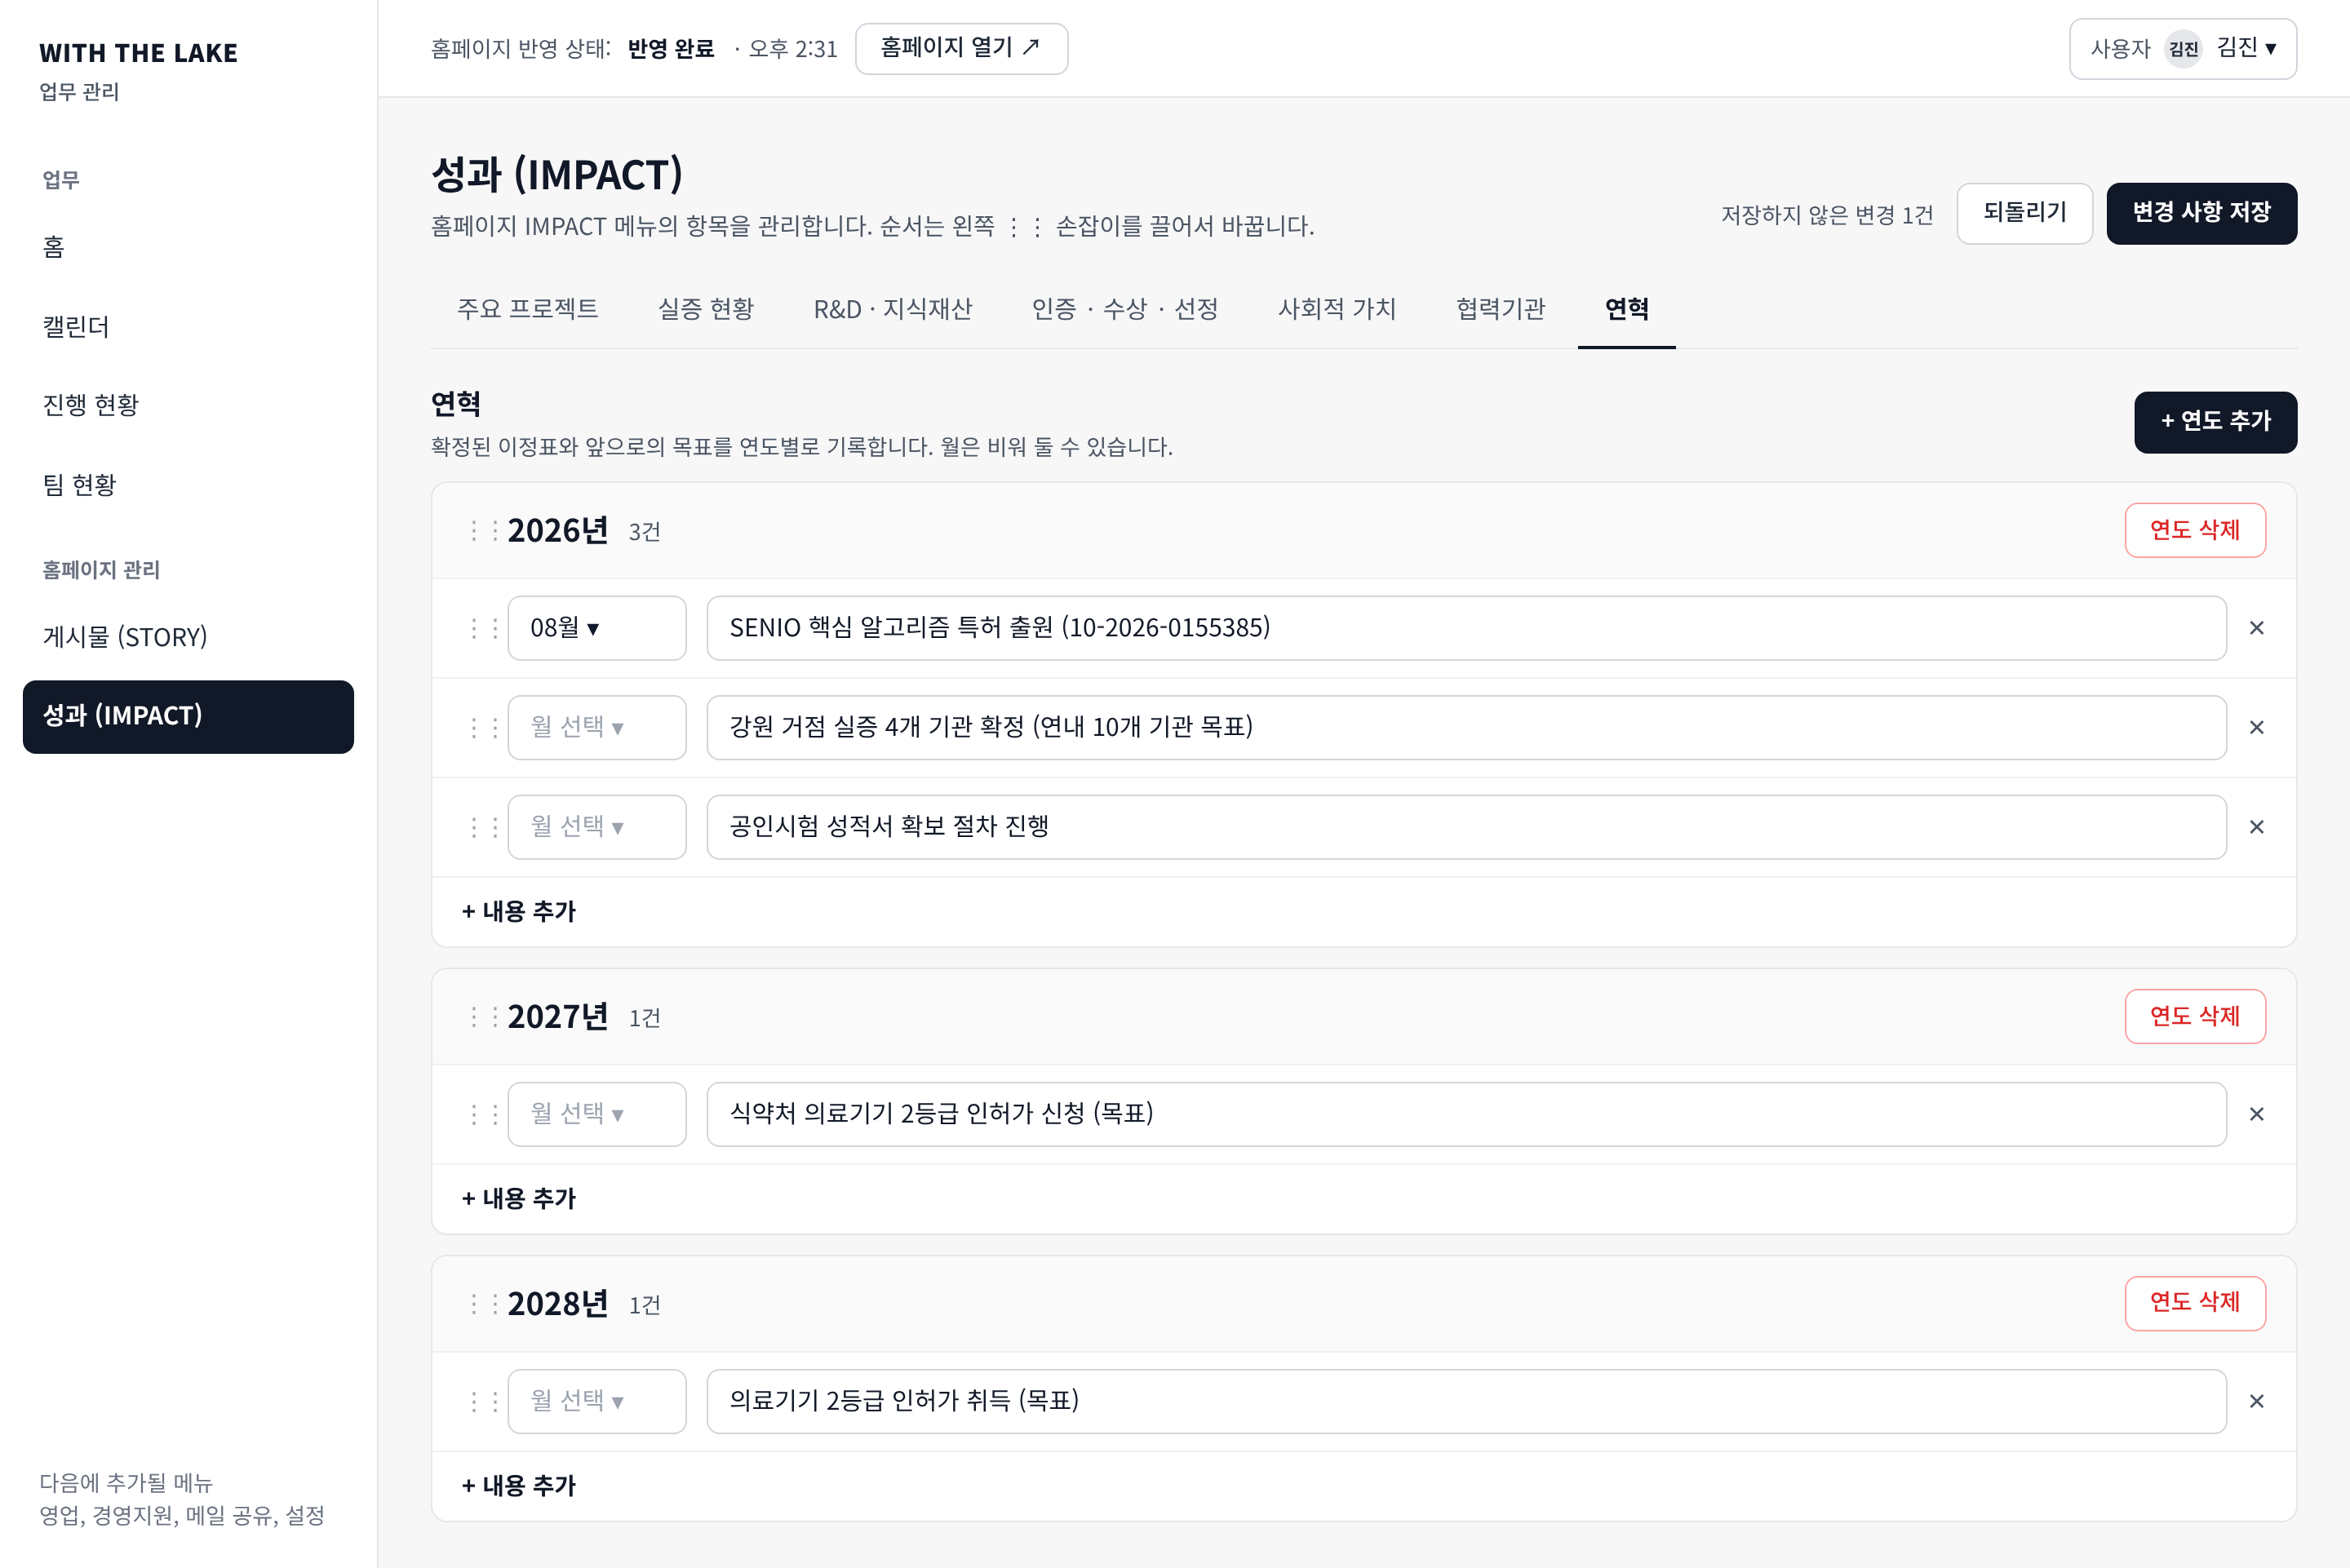 WITH THE LAKE
업무 관리
업무
홈
캘린더
진행 현황
팀 현황
홈페이지 관리
게시물 (STORY)
성과 (IMPACT)
다음에 추가될 메뉴
영업, 경영지원, 메일 공유, 설정
홈페이지 반영 상태: 반영 완료 · 오후 2:31 홈페이지 열기 ↗
사용자 김진 김진 ▾
성과 (IMPACT)
홈페이지 IMPACT 메뉴의 항목을 관리합니다. 순서는 왼쪽 ⋮⋮ 손잡이를 끌어서 바꿉니다.
저장하지 않은 변경 1건 되돌리기 변경 사항 저장
주요 프로젝트 실증 현황 R&D · 지식재산 인증 · 수상 · 선정 사회적 가치 협력기관 연혁
연혁
확정된 이정표와 앞으로의 목표를 연도별로 기록합니다. 월은 비워 둘 수 있습니다.
+ 연도 추가
⋮⋮ 2026년 3건 연도 삭제
⋮⋮ 08월 ▾ SENIO 핵심 알고리즘 특허 출원 (10-2026-0155385) ×
⋮⋮ 월 선택 ▾ 강원 거점 실증 4개 기관 확정 (연내 10개 기관 목표) ×
⋮⋮ 월 선택 ▾ 공인시험 성적서 확보 절차 진행 ×
+ 내용 추가
⋮⋮ 2027년 1건 연도 삭제
⋮⋮ 월 선택 ▾ 식약처 의료기기 2등급 인허가 신청 (목표) ×
+ 내용 추가
⋮⋮ 2028년 1건 연도 삭제
⋮⋮ 월 선택 ▾ 의료기기 2등급 인허가 취득 (목표) ×
+ 내용 추가